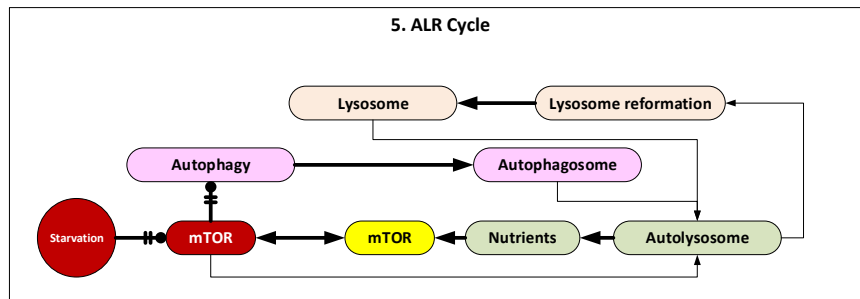 5. ALR Cycle
Lysosome
Lysosome reformation
Autophagy
Autophagosome
Starvation
mTOR
mTOR
Nutrients
Autolysosome